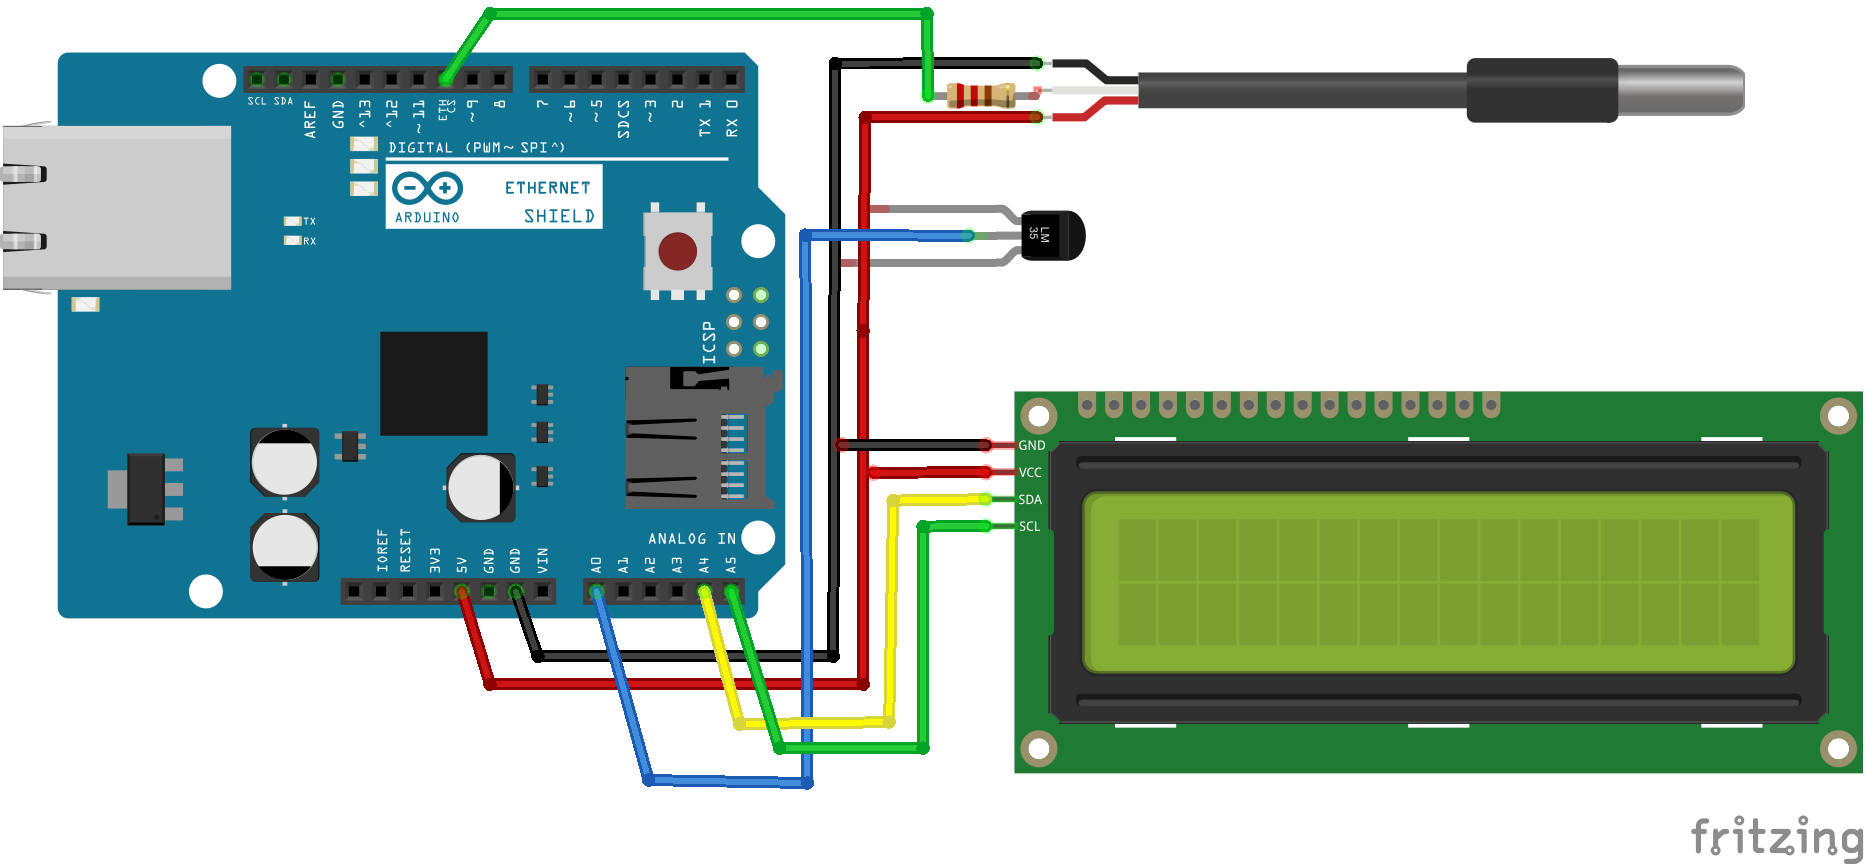 SCL SDA AREF GND ^13 ^12 ~11 ETH CS ~9 8 7 ~6 ~5 SDCS ~3 2 TX 1 RX 0
DIGITAL (PWM~ SPI^)
ARDUINO
ETHERNET
SHIELD
TX
RX
LM
35
ICSP
GND
VCC
SDA
SCL
ANALOG IN
IOREF RESET 3V3 5V GND GND VIN A0 A1 A2 A3 A4 A5
fritzing